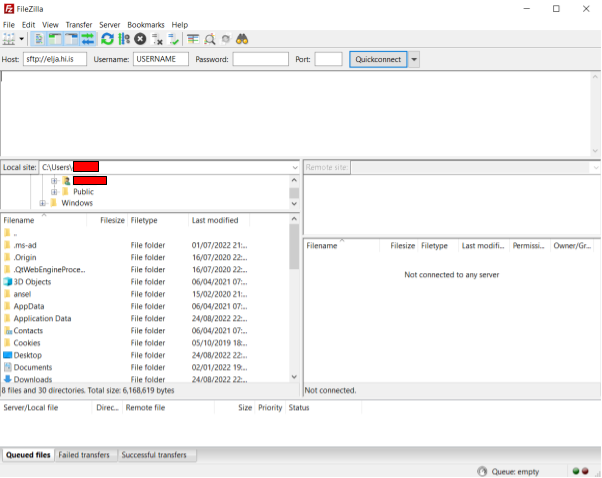 FileZilla
File Edit View Transfer Server Bookmarks Help
Host: sftp://elja.hi.is Username: USERNAME Password: Port: Quickconnect
Local site: C:\Users\
Remote site:
Public
Windows
Filename Filesize Filetype Last modified
..
.ms-ad File folder 01/07/2022 21:...
.Origin File folder 16/07/2020 22:...
.QtWebEngineProce... File folder 16/07/2020 22:...
3D Objects File folder 06/04/2021 07:...
ansel File folder 15/02/2020 21:...
AppData File folder 06/04/2021 07:...
Application Data File folder 24/08/2022 22:...
Contacts File folder 06/04/2021 07:...
Cookies File folder 05/10/2019 18:...
Desktop File folder 24/08/2022 22:...
Documents File folder 02/01/2022 19:...
Downloads File folder 24/08/2022 22:...
8 files and 30 directories. Total size: 6,168,619 bytes
Filename Filesize Filetype Last modifi... Permissi... Owner/Gr...
Not connected to any server
Not connected.
Server/Local file Direc... Remote file Size Priority Status
Queued files Failed transfers Successful transfers
Queue: empty